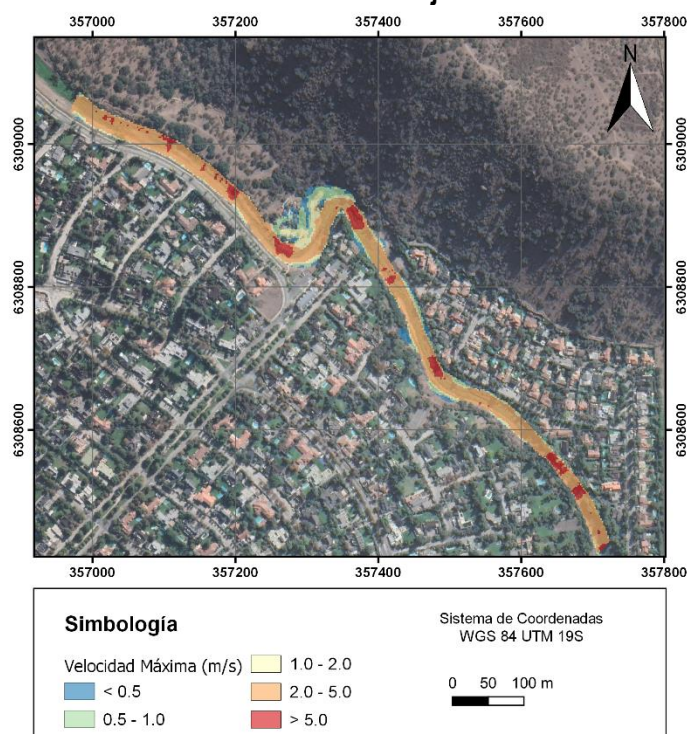 357000 357200 357400 357600 357800
N
6309000 6309000
6308800 6308800
6308600 6308600
357000 357200 357400 357600 357800
Simbología
Velocidad Máxima (m/s)
< 0.5
0.5 - 1.0
1.0 - 2.0
2.0 - 5.0
> 5.0
Sistema de Coordenadas
WGS 84 UTM 19S
0 50 100 m